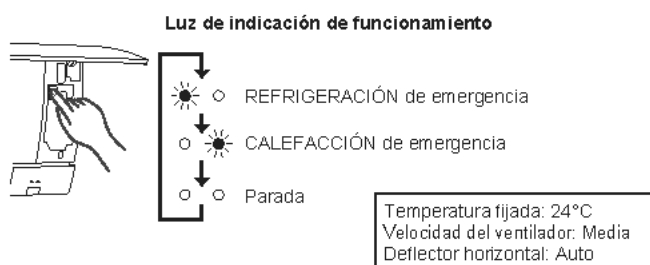 Luz de indicación de funcionamiento
REFRIGERACIÓN de emergencia
CALEFACCIÓN de emergencia
Parada
Temperatura fijada: 24°C
Velocidad del ventilador: Media
Deflector horizontal: Auto